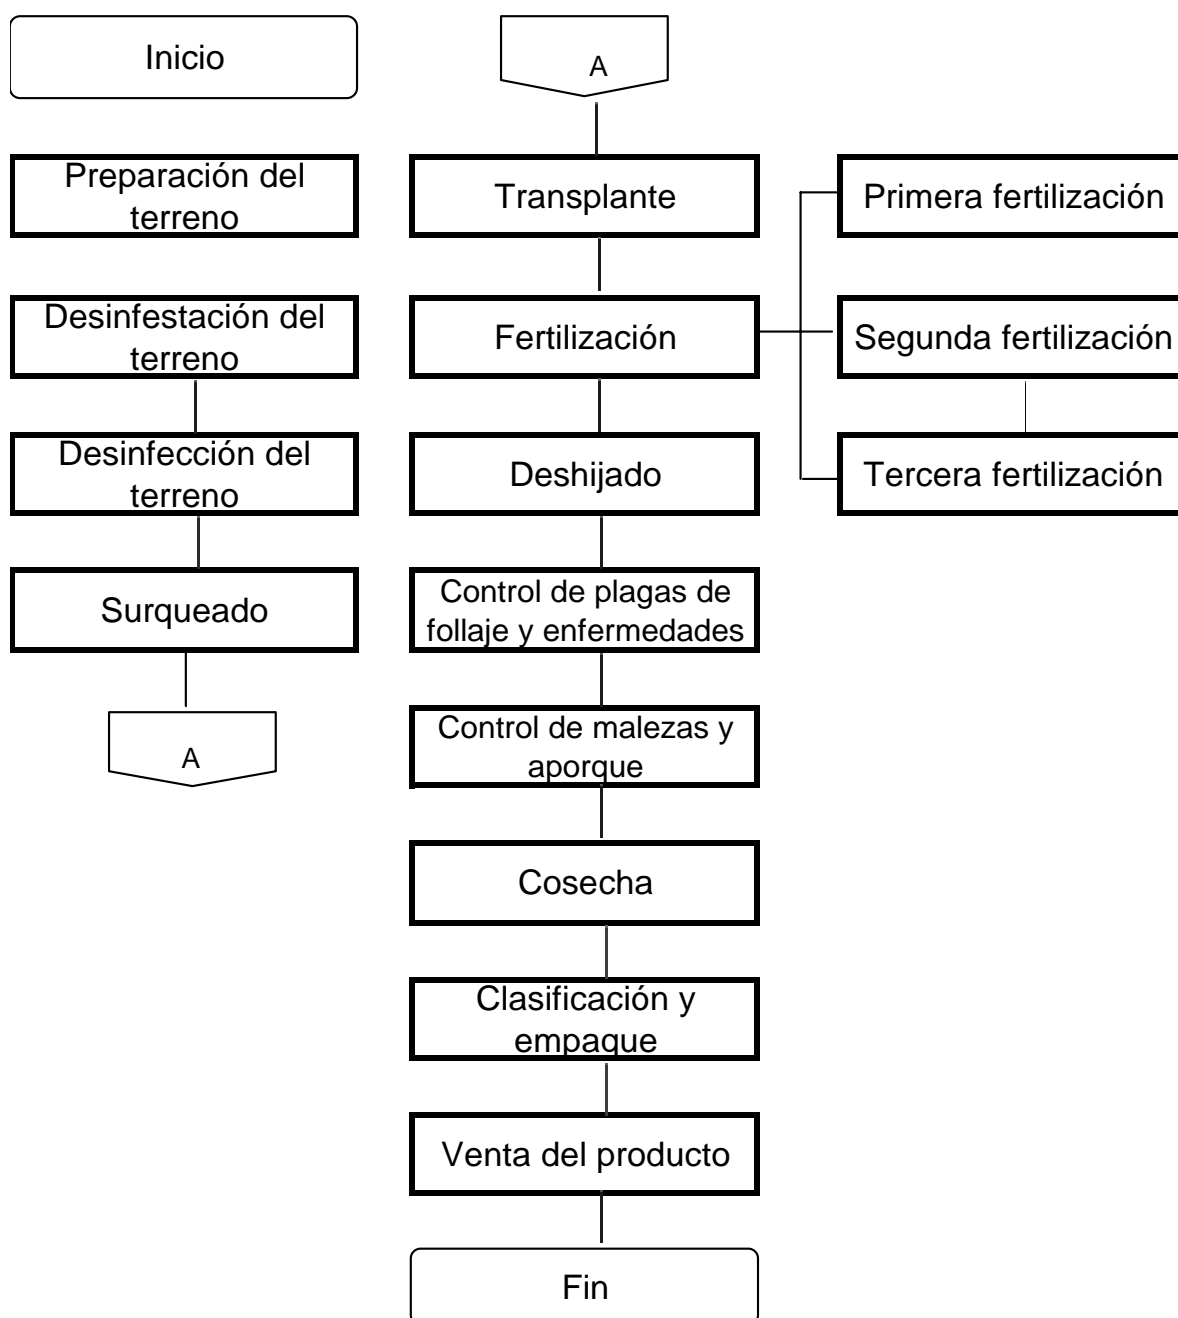 Inicio
Preparación del
terreno
Desinfestación del
terreno
Desinfección del
terreno
Surqueado
A
A
Transplante
Fertilización
Primera fertilización
Segunda fertilización
Tercera fertilización
Deshijado
Control de plagas de
follaje y enfermedades
Control de malezas y
aporque
Cosecha
Clasificación y
empaque
Venta del producto
Fin